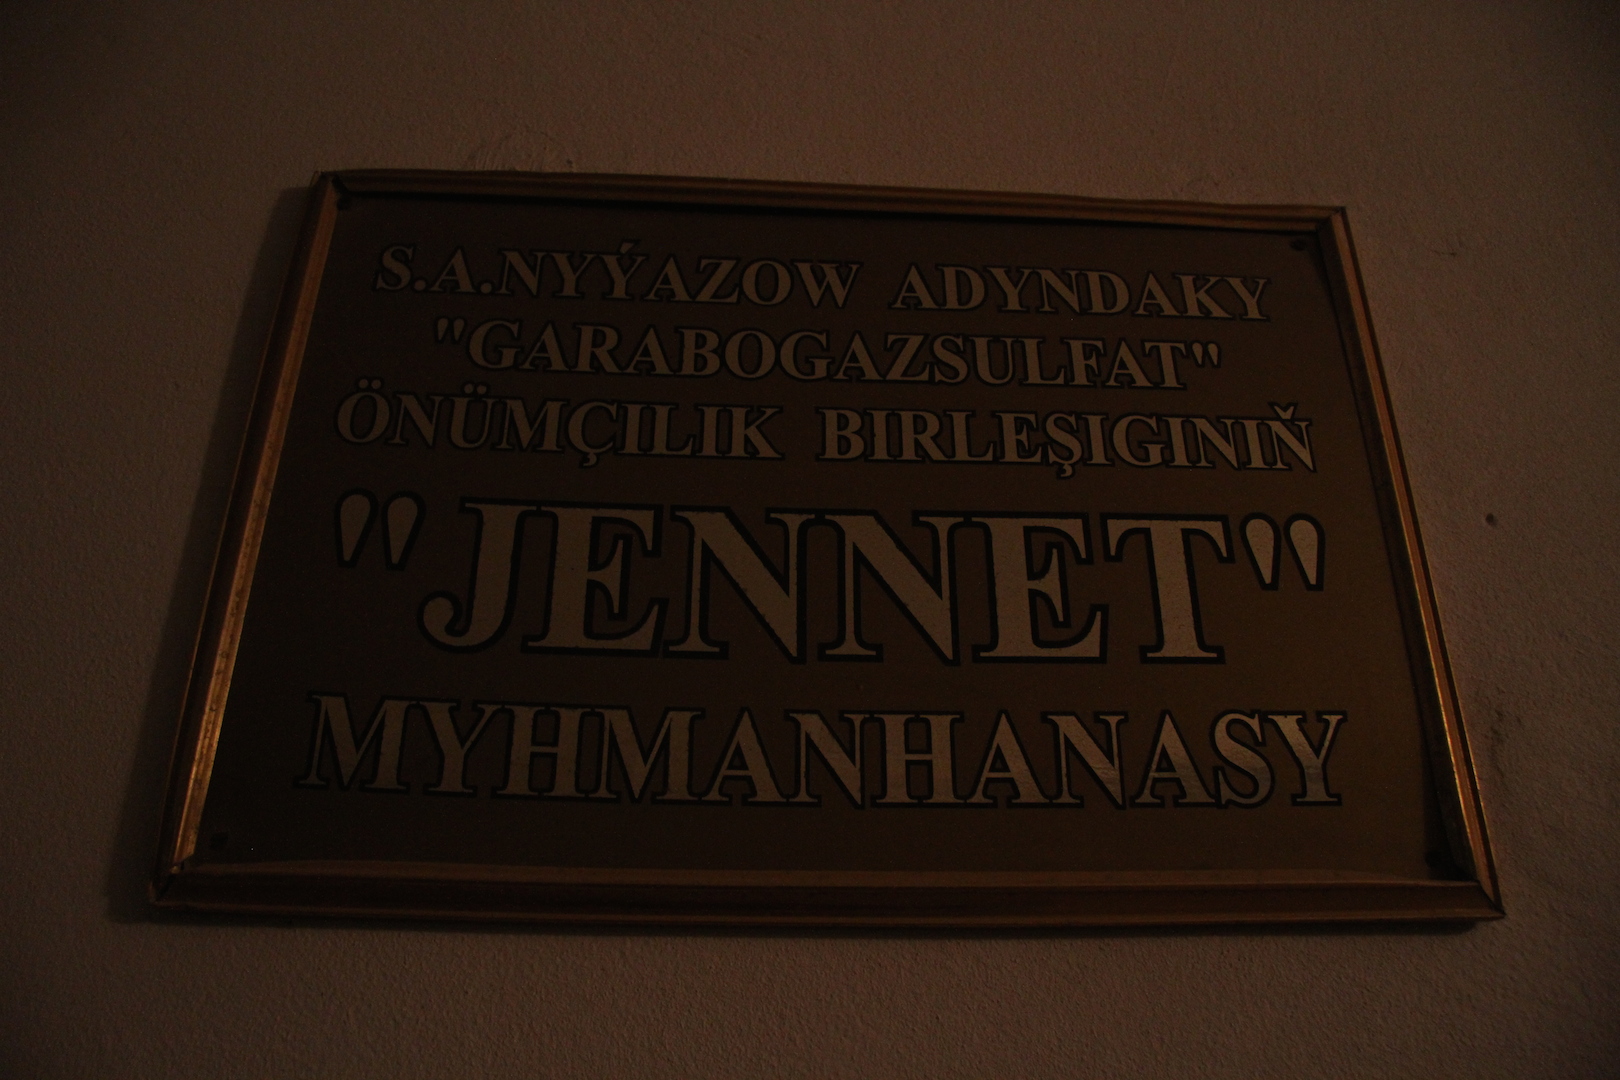 S.A.NYÝAZOW ADYNDAKY
"GARABOGAZSULFAT"
ÖNÜMÇILIK BIRLEŞIGINIŇ
"JENNET"
MYHMANHANASY